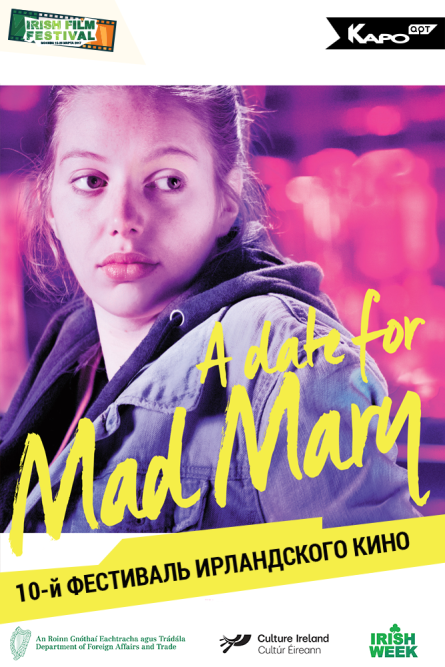 IRISH FILM
FESTIVAL
КАРО АРТ
A date for
Mad Mary
10-й ФЕСТИВАЛЬ ИРЛАНДСКОГО КИНО
An Roinn Gnóthaí Eachtracha agus Trádála
Department of Foreign Affairs and Trade
Culture Ireland
Cultúr Éireann
IRISH
WEEK